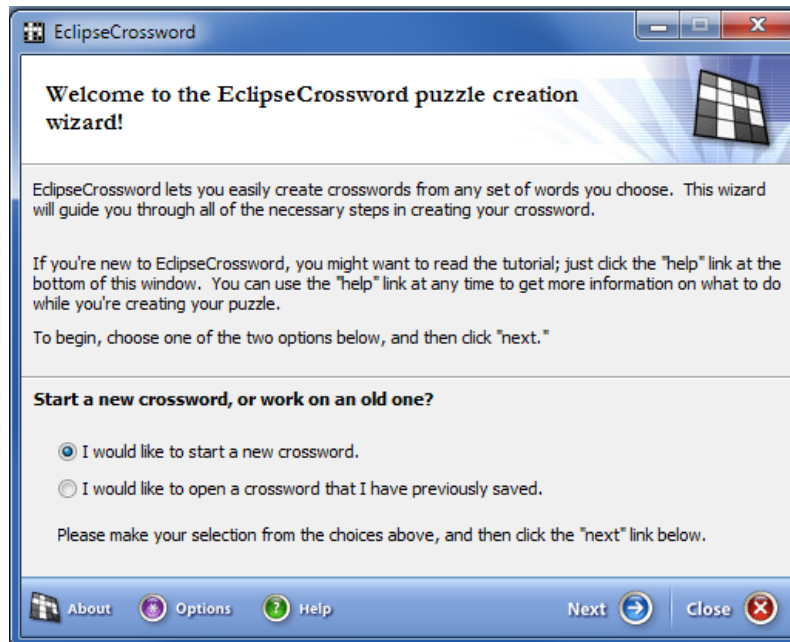 EclipseCrossword
Welcome to the EclipseCrossword puzzle creation
wizard!
EclipseCrossword lets you easily create crosswords from any set of words you choose.  This wizard
will guide you through all of the necessary steps in creating your crossword.
If you're new to EclipseCrossword, you might want to read the tutorial; just click the "help" link at the
bottom of this window.  You can use the "help" link at any time to get more information on what to do
while you're creating your puzzle.
To begin, choose one of the two options below, and then click "next."
Start a new crossword, or work on an old one?
I would like to start a new crossword.
I would like to open a crossword that I have previously saved.
Please make your selection from the choices above, and then click the "next" link below.
About Options Help Next Close